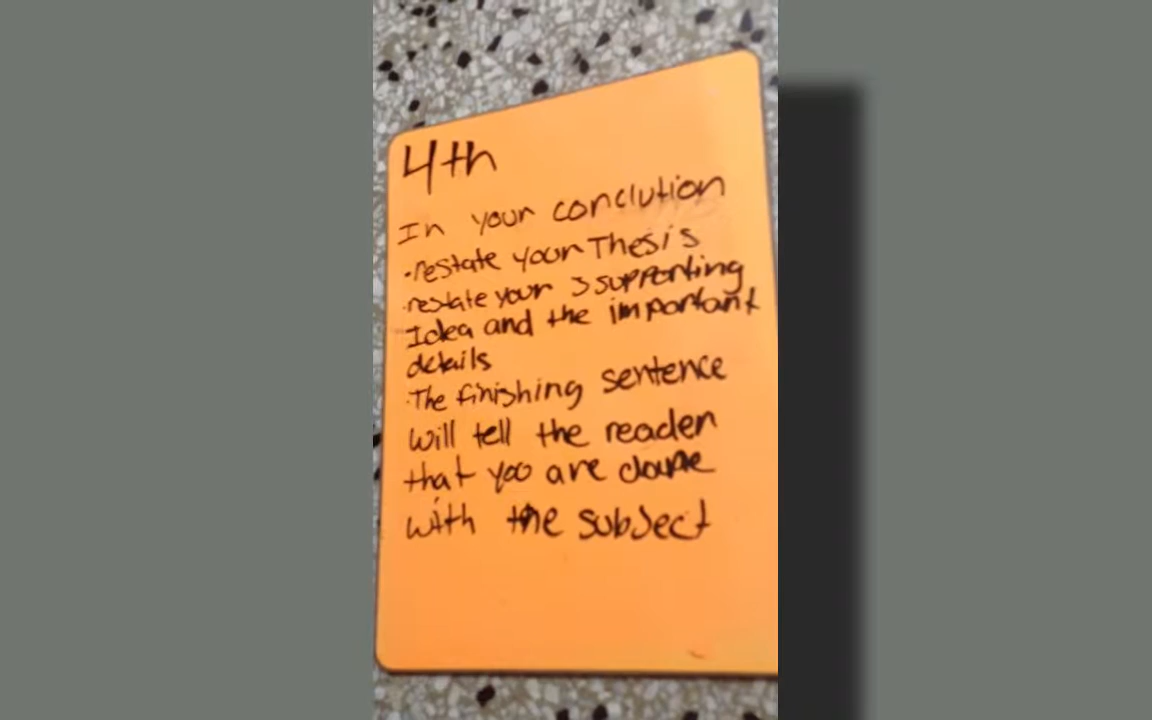 4th
In your conclution
·restate your Thesis
·restate your 3 supporting
Idea and the important
details
·The finishing sentence
will tell the reader
that you are done
with the subject